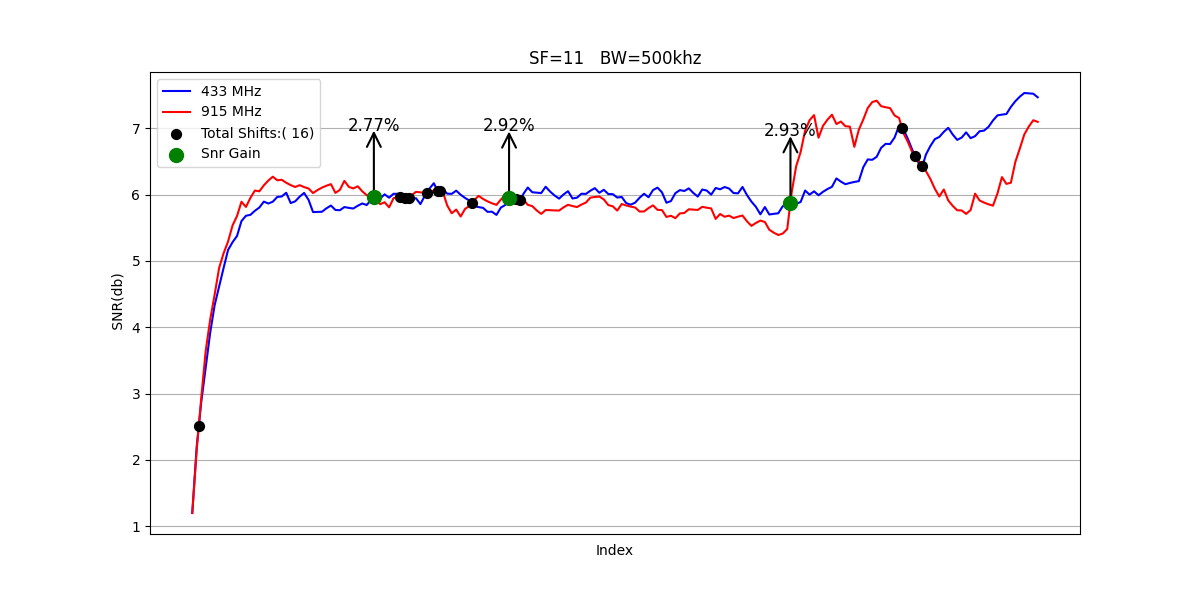 SF=11   BW=500khz
433 MHz
915 MHz
Total Shifts:( 16)
Snr Gain
2.77%
2.92%
2.93%
7
6
5
4
3
2
1
SNR(db)
Index